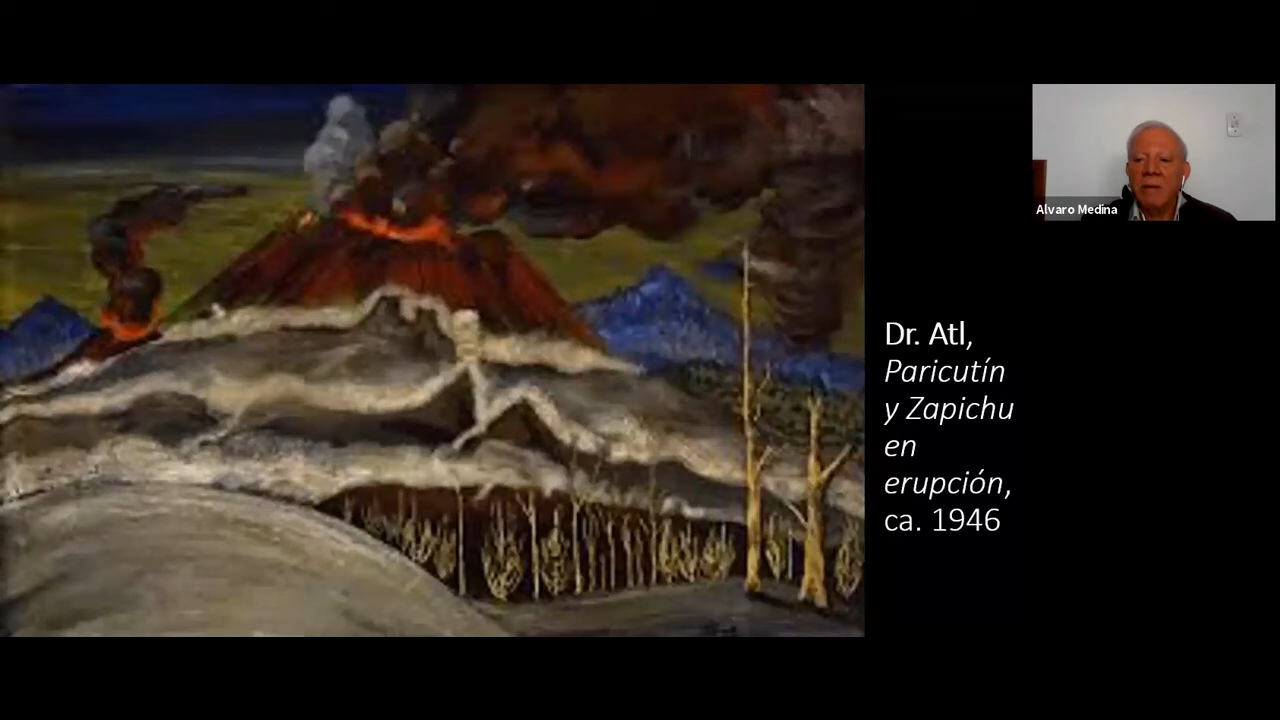 Alvaro Medina
Dr. Atl,
Paricutín
y Zapichu
en
erupción,
ca. 1946